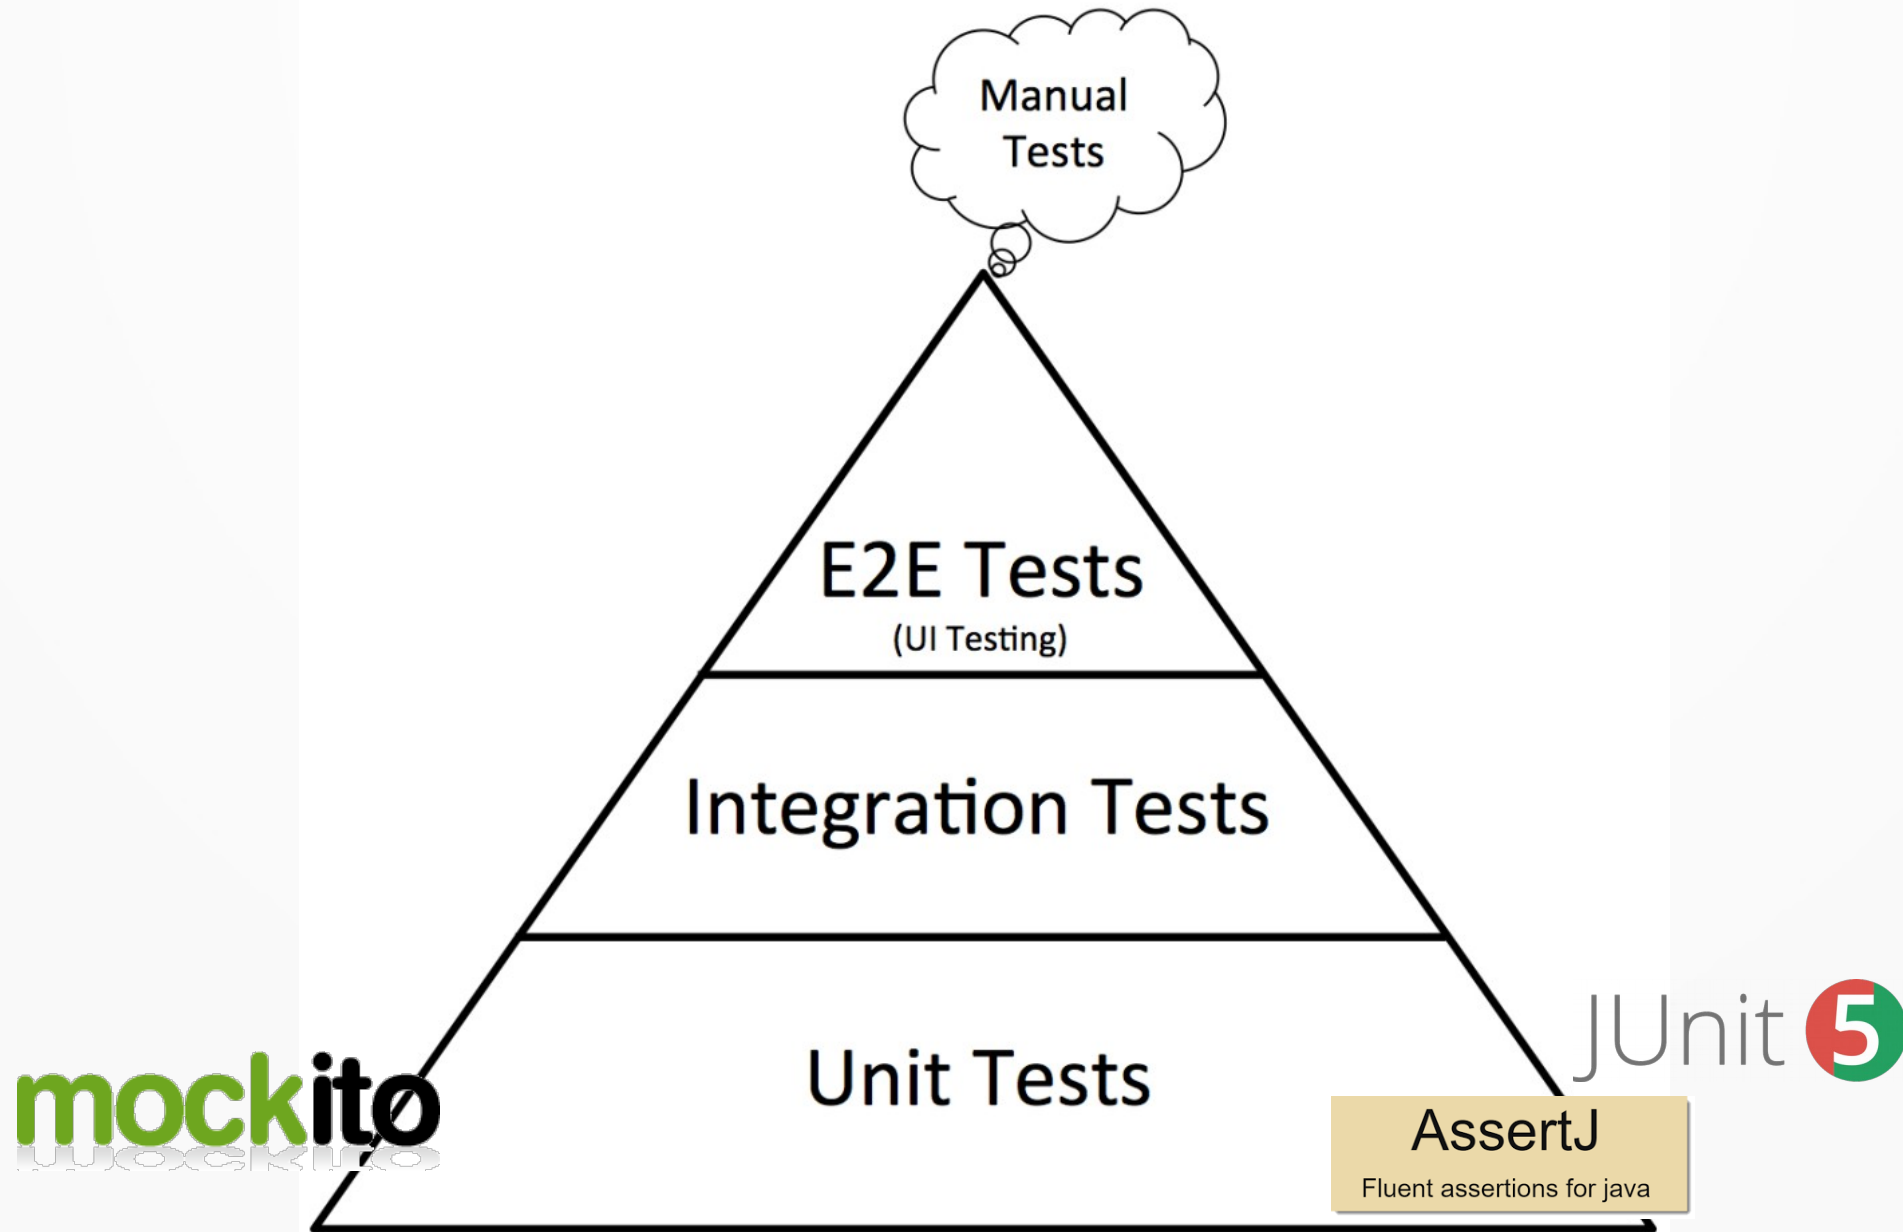 Manual
Tests
E2E Tests
(UI Testing)
Integration Tests
Unit Tests
JUnit 5
mockito
AssertJ
Fluent assertions for java